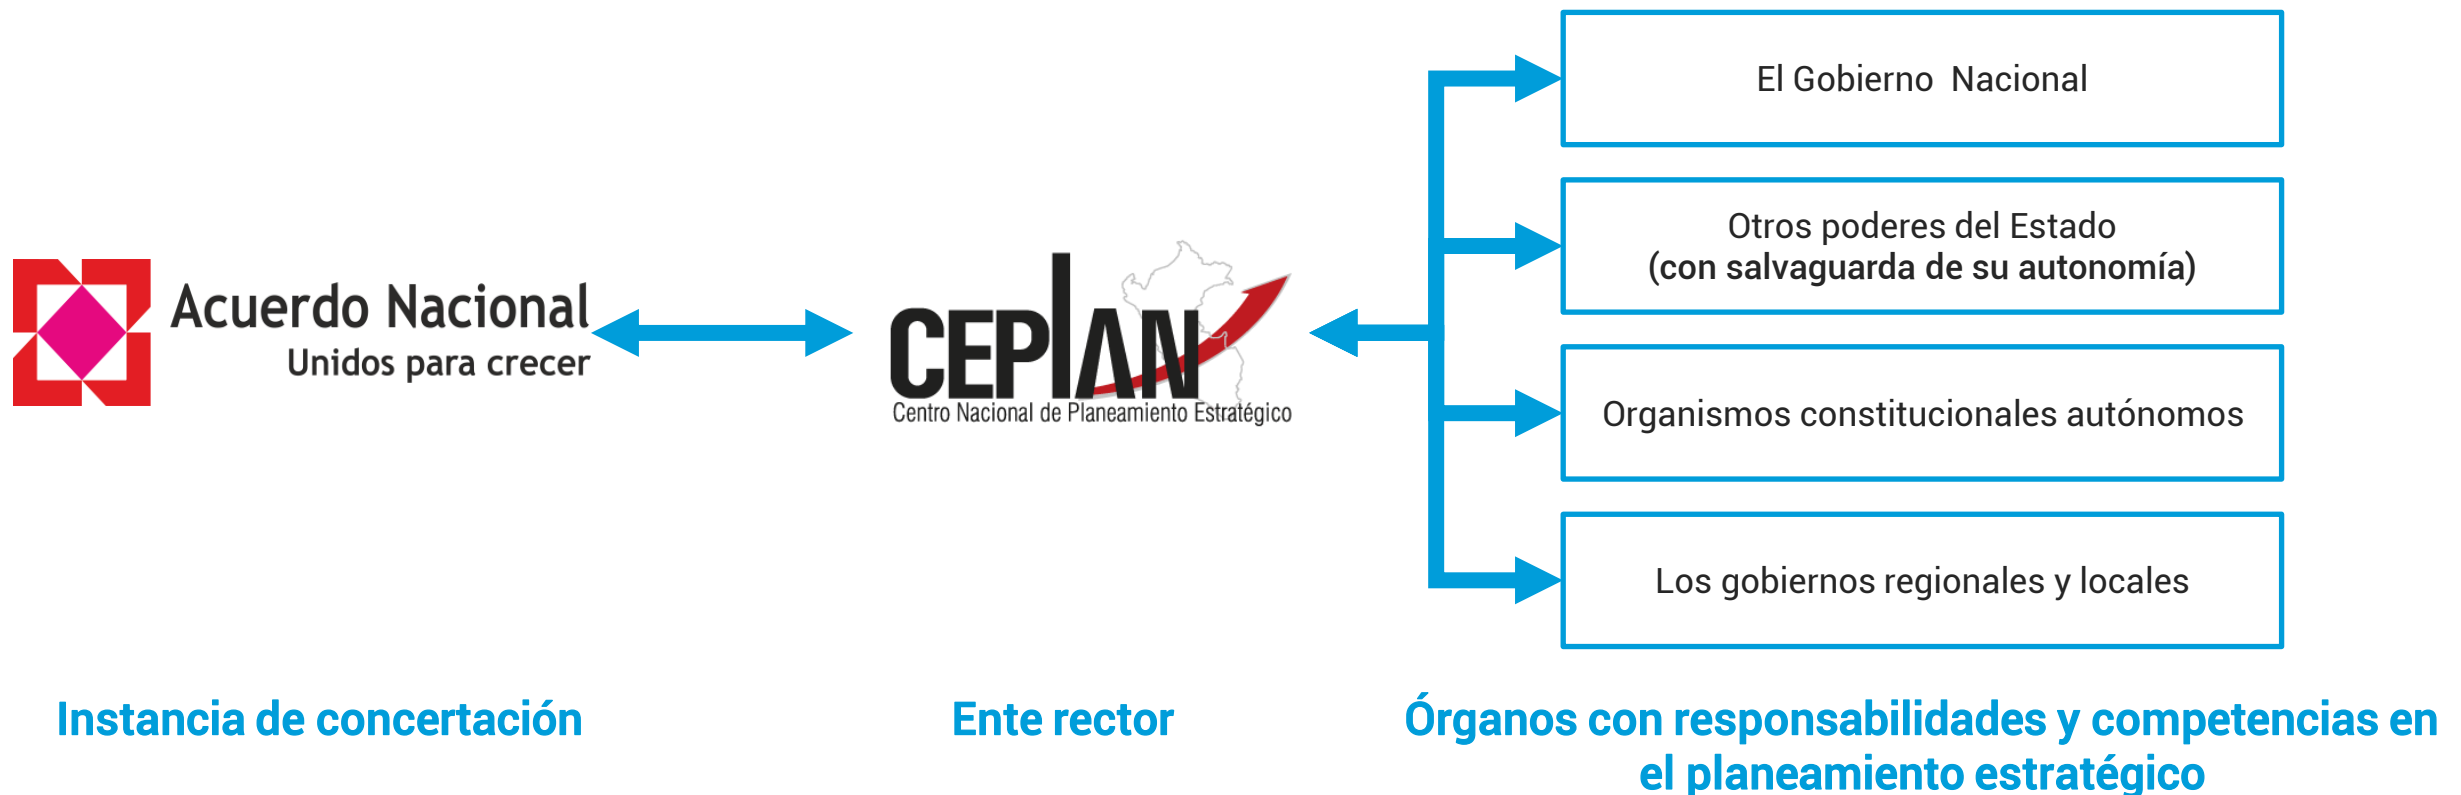 El Gobierno  Nacional
Otros poderes del Estado
(con salvaguarda de su autonomía)
Organismos constitucionales autónomos
Los gobiernos regionales y locales
Acuerdo Nacional
Unidos para crecer
CEPLAN
Centro Nacional de Planeamiento Estratégico
Instancia de concertación
Ente rector
Órganos con responsabilidades y competencias en
el planeamiento estratégico